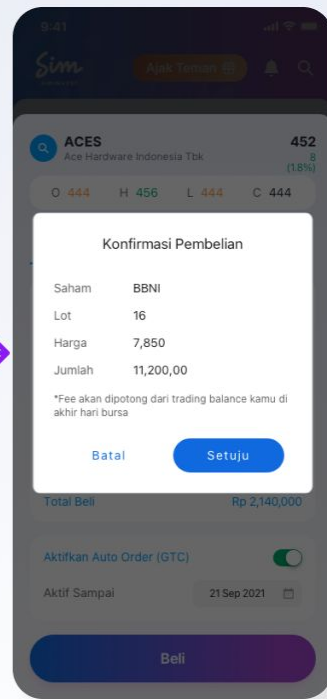 9:41
Sim
Ajak Teman
ACES
452
Ace Hardware Indonesia Tbk
8
(1.8%)
O 444 H 456 L 444 C 444
Konfirmasi Pembelian
Saham BBNI
Lot 16
Harga 7,850
Jumlah 11,200,00
*Fee akan dipotong dari trading balance kamu di
akhir hari bursa
Batal Setuju
Total Beli Rp 2,140,000
Aktifkan Auto Order (GTC)
Aktif Sampai 21 Sep 2021
Beli